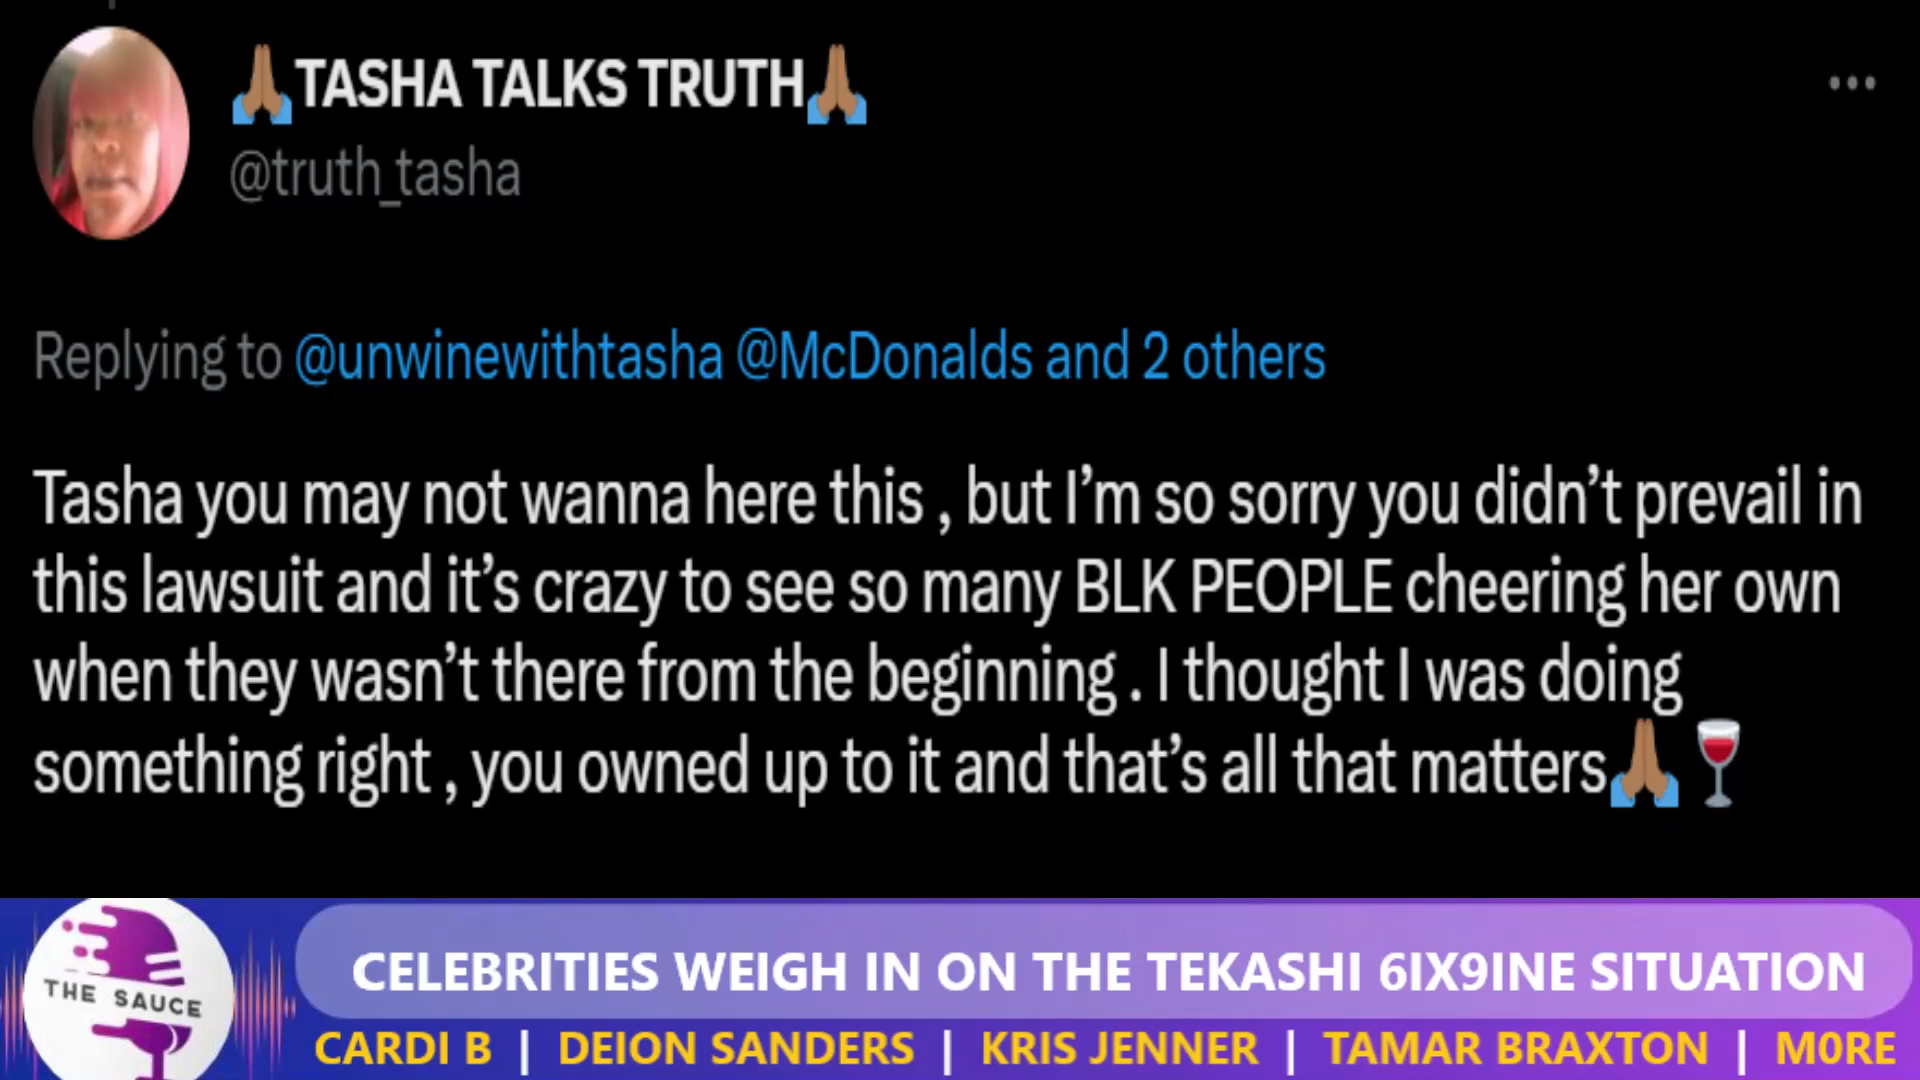 🙏🏽TASHA TALKS TRUTH🙏🏽
@truth_tasha
Replying to @unwinewithtasha @McDonalds and 2 others
Tasha you may not wanna here this , but I’m so sorry you didn’t prevail in
this lawsuit and it’s crazy to see so many BLK PEOPLE cheering her own
when they wasn’t there from the beginning . I thought I was doing
something right , you owned up to it and that’s all that matters🙏🏽🍷
THE SAUCE
CELEBRITIES WEIGH IN ON THE TEKASHI 6IX9INE SITUATION
CARDI B | DEION SANDERS | KRIS JENNER | TAMAR BRAXTON | M0RE